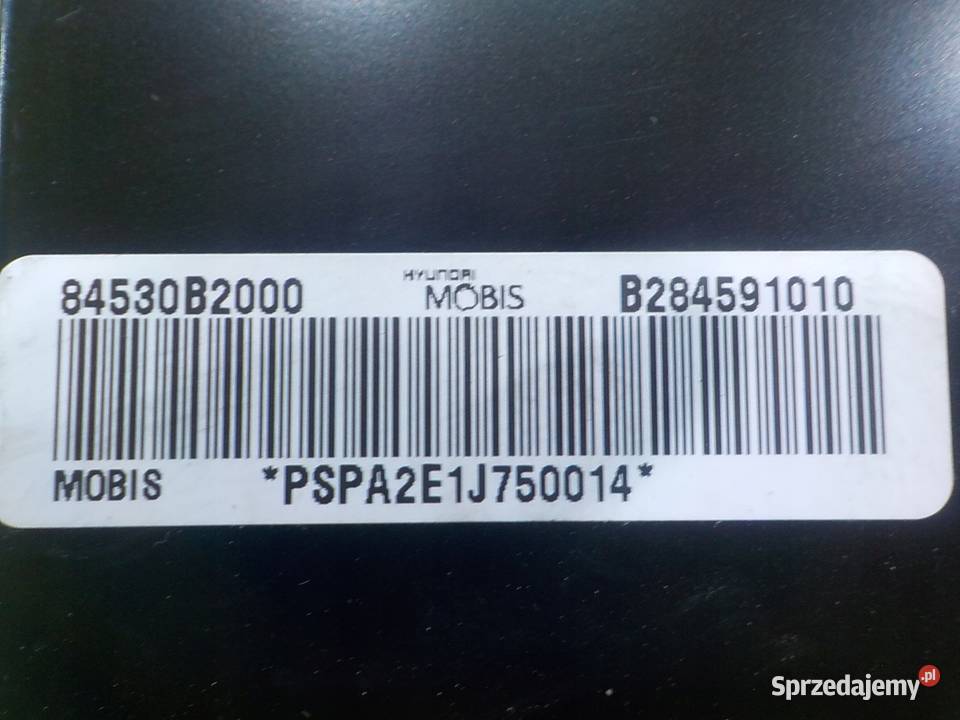 84530B2000 HYUNDAI MOBIS B284591010
MOBIS *PSPA2E1J750014*
Sprzedajemy.pl